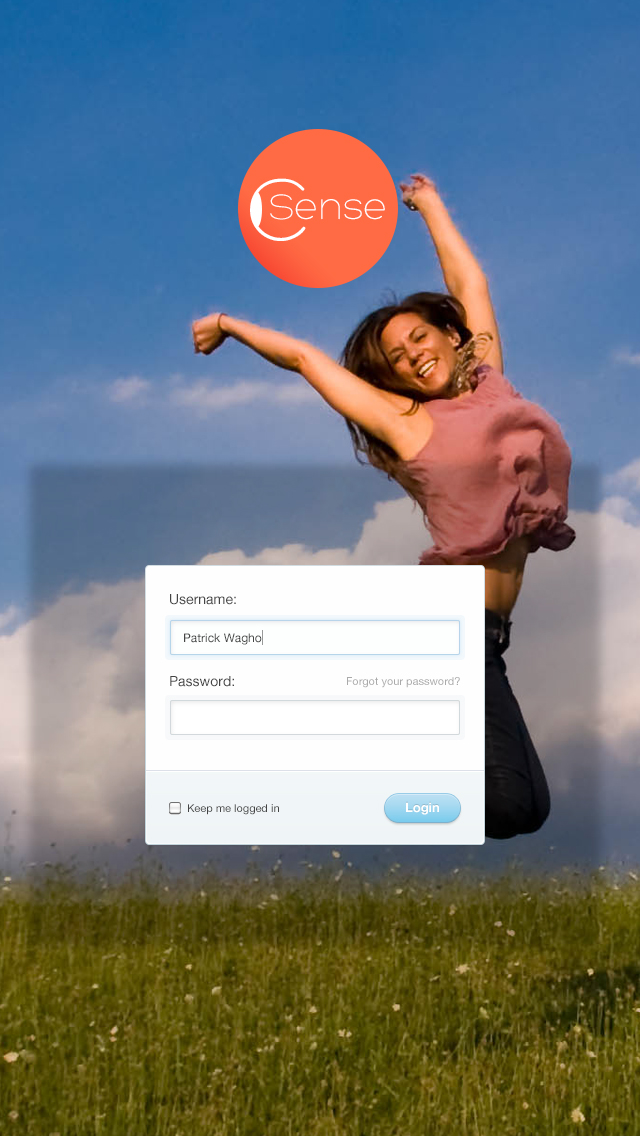 Sense
Username:
Patrick Wagho
Password:
Forgot your password?
Keep me logged in
Login